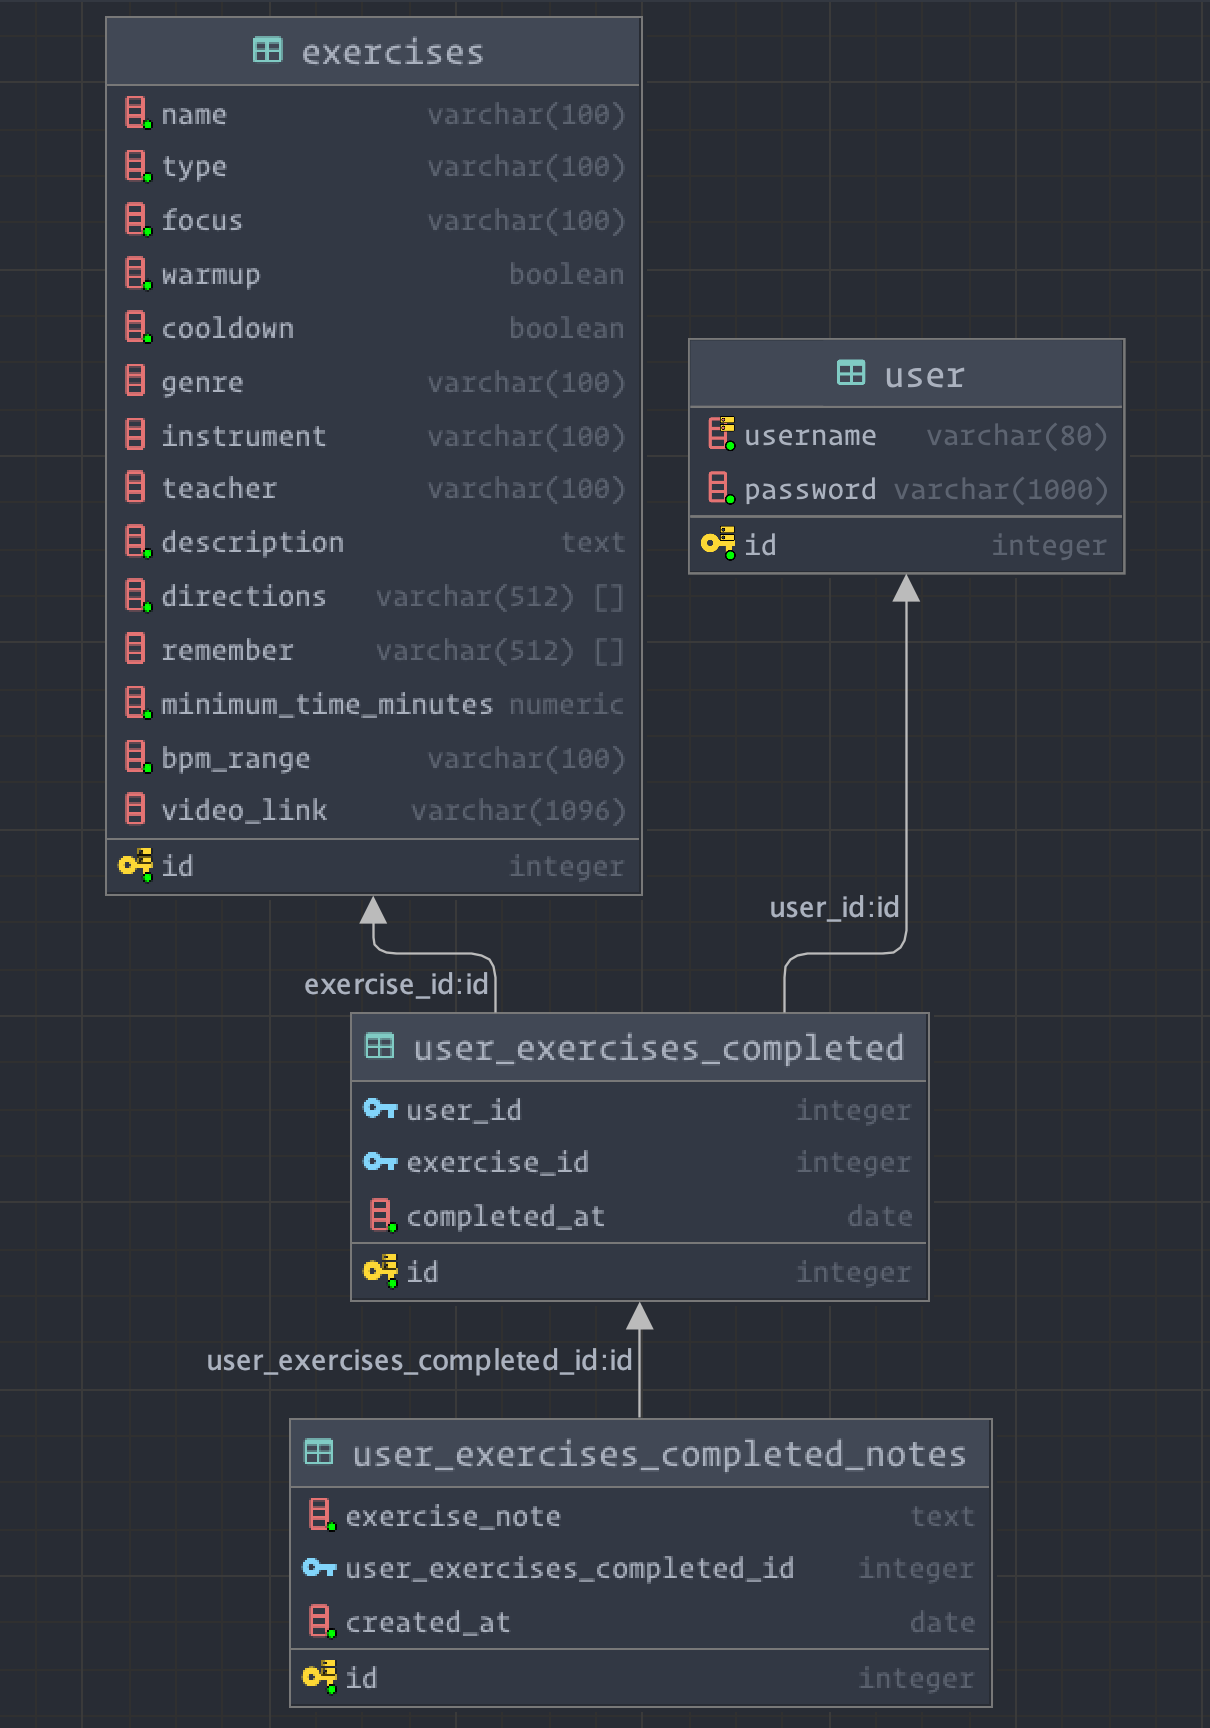 exercises
name varchar(100)
type varchar(100)
focus varchar(100)
warmup boolean
cooldown boolean
genre varchar(100)
instrument varchar(100)
teacher varchar(100)
description text
directions varchar(512) []
remember varchar(512) []
minimum_time_minutes numeric
bpm_range varchar(100)
video_link varchar(1096)
id integer
user
username varchar(80)
password varchar(1000)
id integer
user_id:id
exercise_id:id
user_exercises_completed
user_id integer
exercise_id integer
completed_at date
id integer
user_exercises_completed_id:id
user_exercises_completed_notes
exercise_note text
user_exercises_completed_id integer
created_at date
id integer